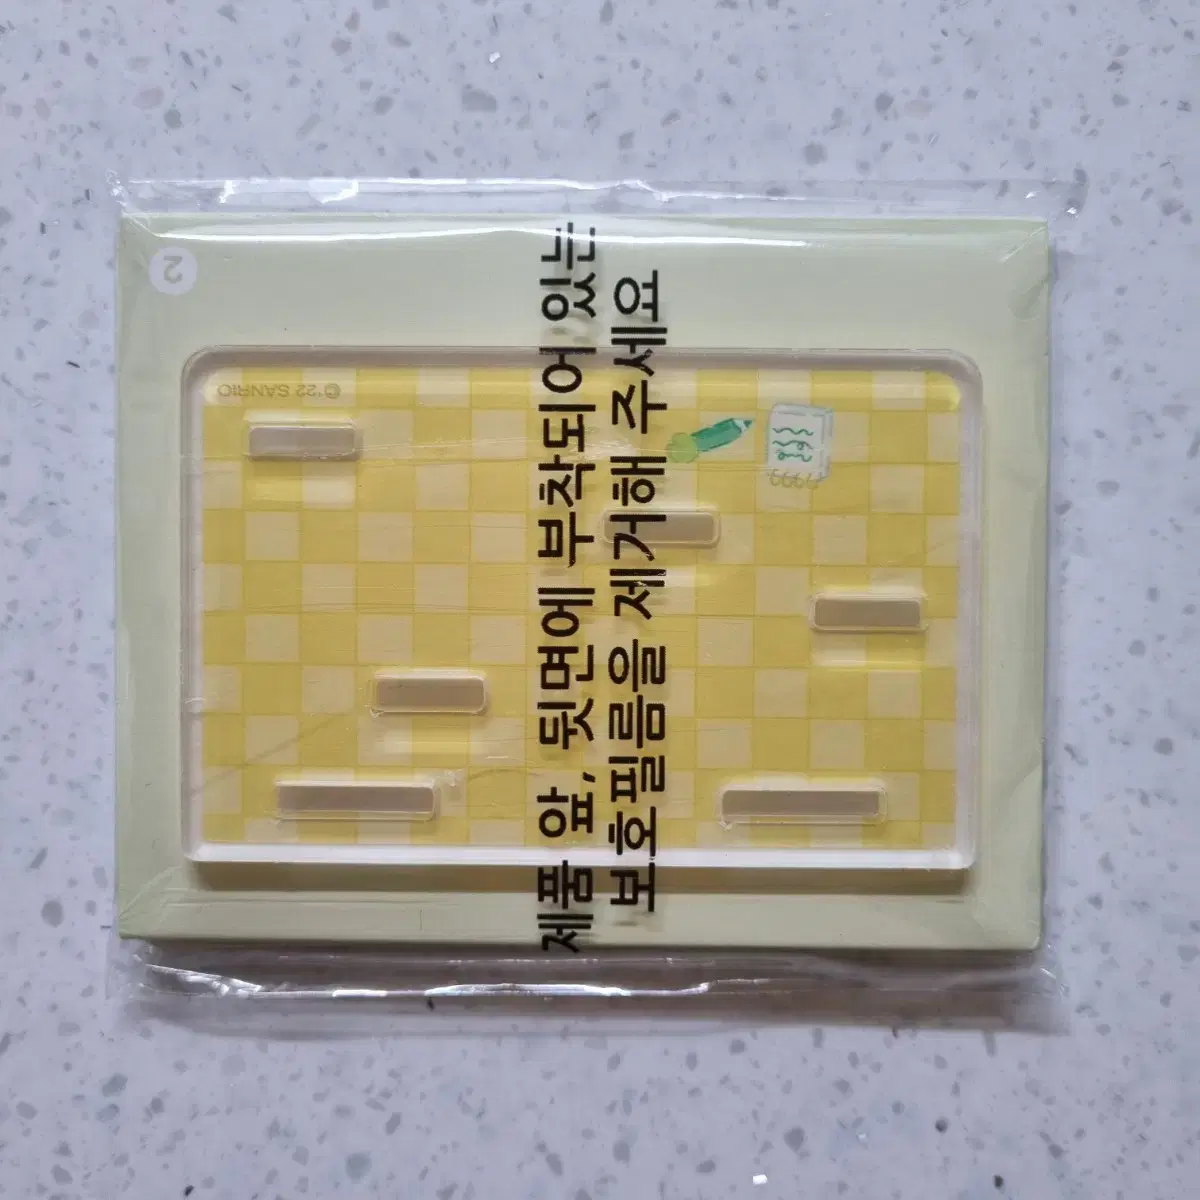 제품 앞, 뒷면에 부착되어 있는
보호필름을 제거해 주세요
2
©'22 SANRIO